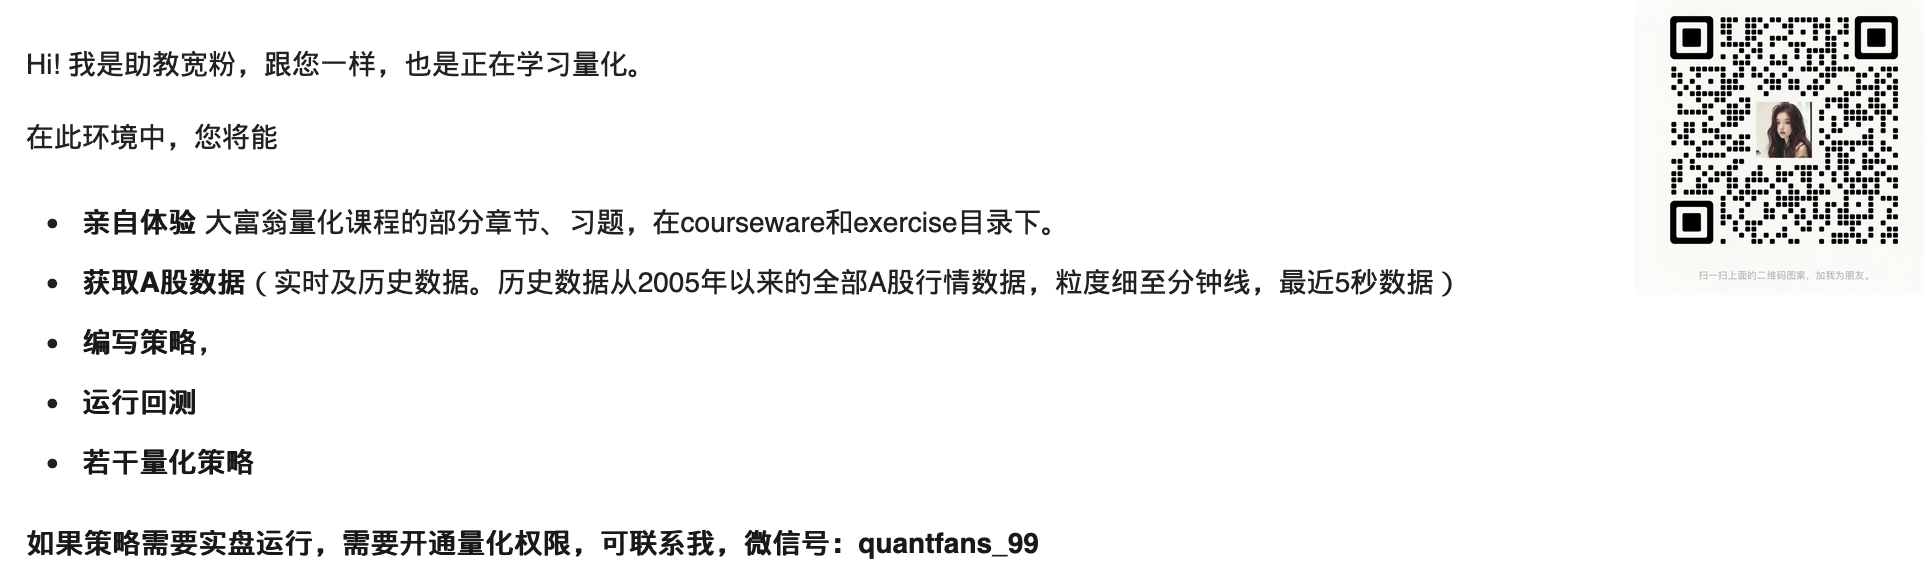 Hi! 我是助教宽粉，跟您一样，也是正在学习量化。
在此环境中，您将能
• 亲自体验 大富翁量化课程的部分章节、习题，在courseware和exercise目录下。
• 获取A股数据（实时及历史数据。历史数据从2005年以来的全部A股行情数据，粒度细至分钟线，最近5秒数据）
• 编写策略，
• 运行回测
• 若干量化策略
如果策略需要实盘运行，需要开通量化权限，可联系我，微信号：quantfans_99
扫一扫上面的二维码图案，加我为朋友。